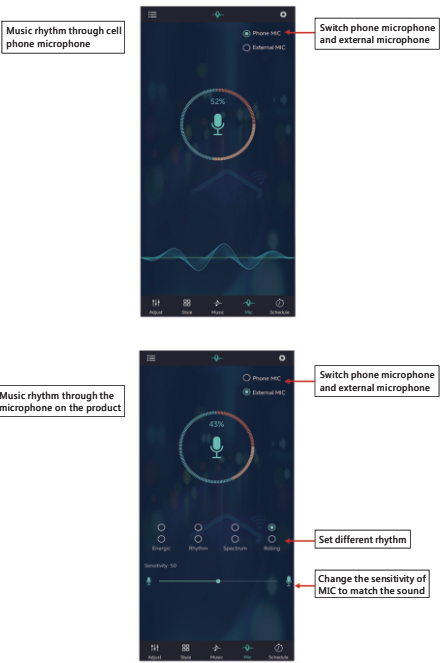 Music rhythm through cell
phone microphone
Phone MIC
External MIC
Switch phone microphone
and external microphone
52%
Adjust Style Music Mic Schedule
Music rhythm through the
microphone on the product
Phone MIC
External MIC
Switch phone microphone
and external microphone
43%
Energic Rhythm Spectrum Rolling
Set different rhythm
Sensitivity: 50
Change the sensitivity of
MIC to match the sound
Adjust Style Music Mic Schedule